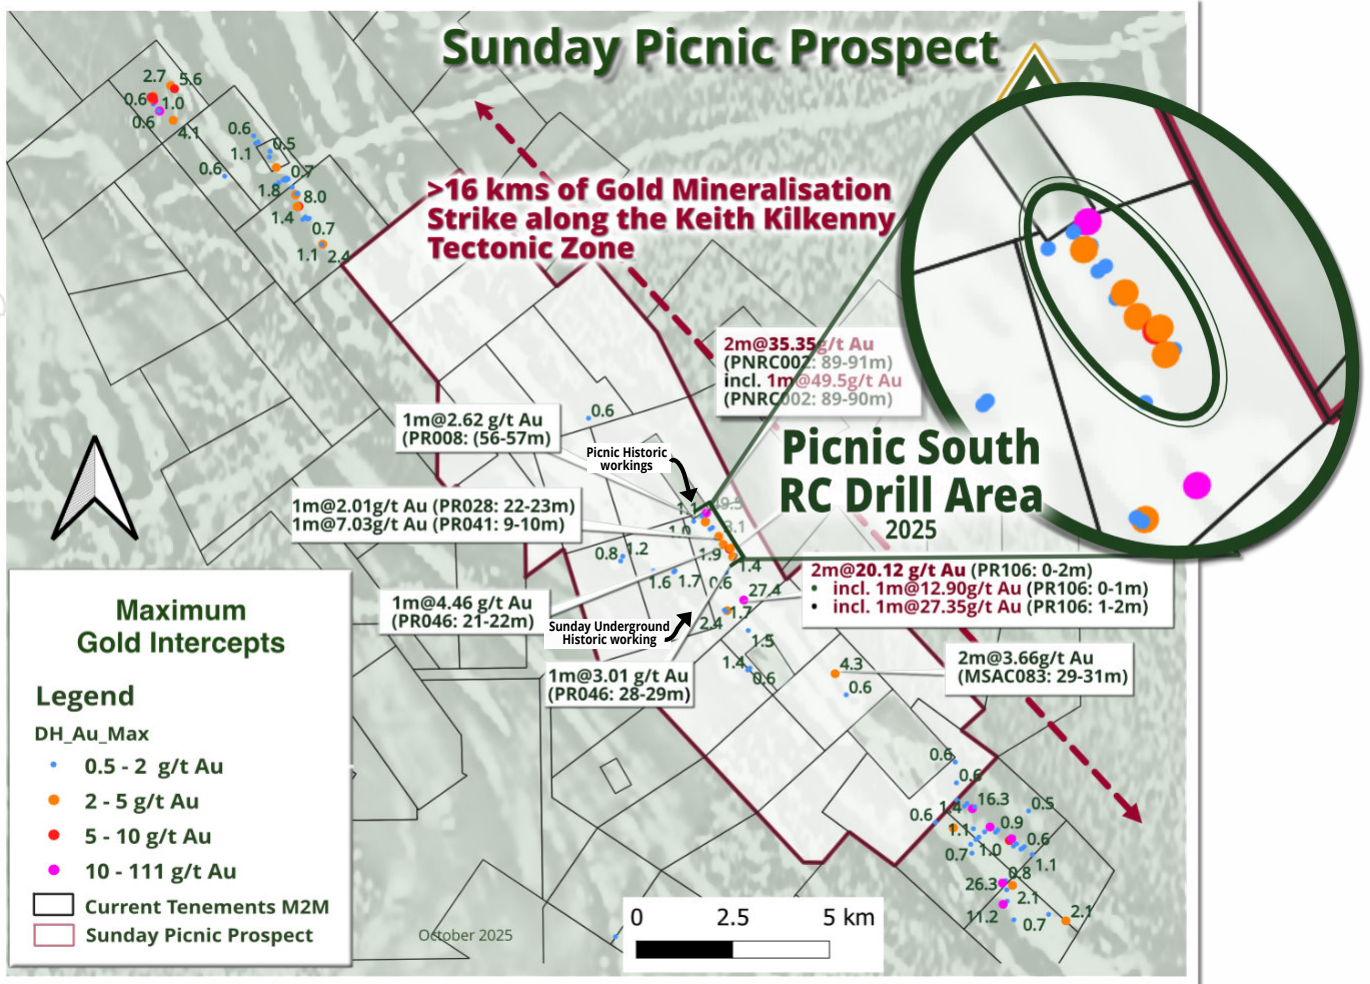 Sunday Picnic Prospect
>16 kms of Gold Mineralisation
Strike along the Keith Kilkenny
Tectonic Zone
2.7
5.6
0.6
1.0
0.6
4.1
0.6
0.5
1.1
0.6
0.7
1.8
8.0
1.4
0.7
1.1
2.4
2m@35.35g/t Au
(PNRC002: 89-91m)
incl. 1m@49.5g/t Au
(PNRC002: 89-90m)
0.6
1m@2.62 g/t Au
(PR008: (56-57m)
Picnic Historic
workings
Picnic South
RC Drill Area
2025
1m@2.01g/t Au (PR028: 22-23m)
1m@7.03g/t Au (PR041: 9-10m)
1.1
49.5
1.0
3.1
0.8
1.2
1.9
1.4
1.6
1.7
0.6
27.4
2m@20.12 g/t Au (PR106: 0-2m)
• incl. 1m@12.90g/t Au (PR106: 0-1m)
• incl. 1m@27.35g/t Au (PR106: 1-2m)
1m@4.46 g/t Au
(PR046: 21-22m)
Sunday Underground
Historic working
1.7
2.4
1.5
1.4
0.6
1m@3.01 g/t Au
(PR046: 28-29m)
4.3
0.6
2m@3.66g/t Au
(MSAC083: 29-31m)
0.6
0.6
1.4
16.3
0.5
0.6
1.1
0.9
0.6
0.7
1.0
1.1
0.8
26.3
2.1
11.2
0.7
2.1
Maximum
Gold Intercepts
Legend
DH_Au_Max
0.5 - 2 g/t Au
2 - 5 g/t Au
5 - 10 g/t Au
10 - 111 g/t Au
Current Tenements M2M
Sunday Picnic Prospect
October 2025
0 2.5 5 km